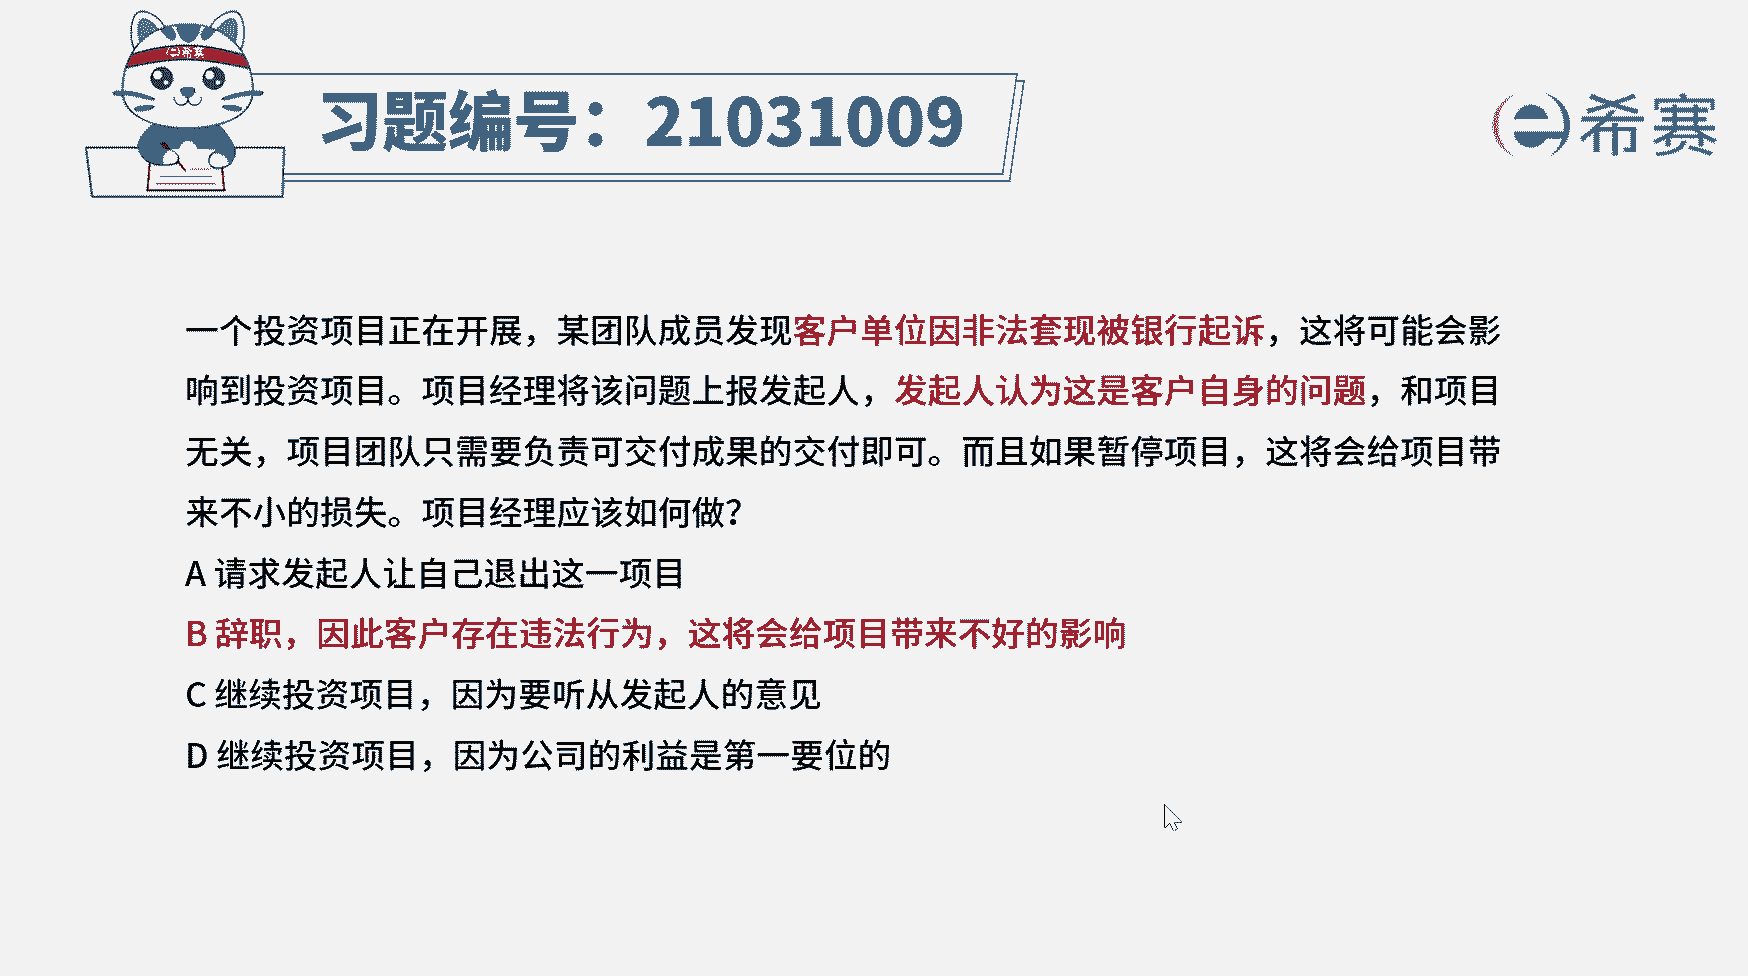 希赛
习题编号：21031009
希赛
一个投资项目正在开展，某团队成员发现客户单位因非法套现被银行起诉，这将可能会影
响到投资项目。项目经理将该问题上报发起人，发起人认为这是客户自身的问题，和项目
无关，项目团队只需要负责可交付成果的交付即可。而且如果暂停项目，这将会给项目带
来不小的损失。项目经理应该如何做？
A 请求发起人让自己退出这一项目
B 辞职，因此客户存在违法行为，这将会给项目带来不好的影响
C 继续投资项目，因为要听从发起人的意见
D 继续投资项目，因为公司的利益是第一要位的